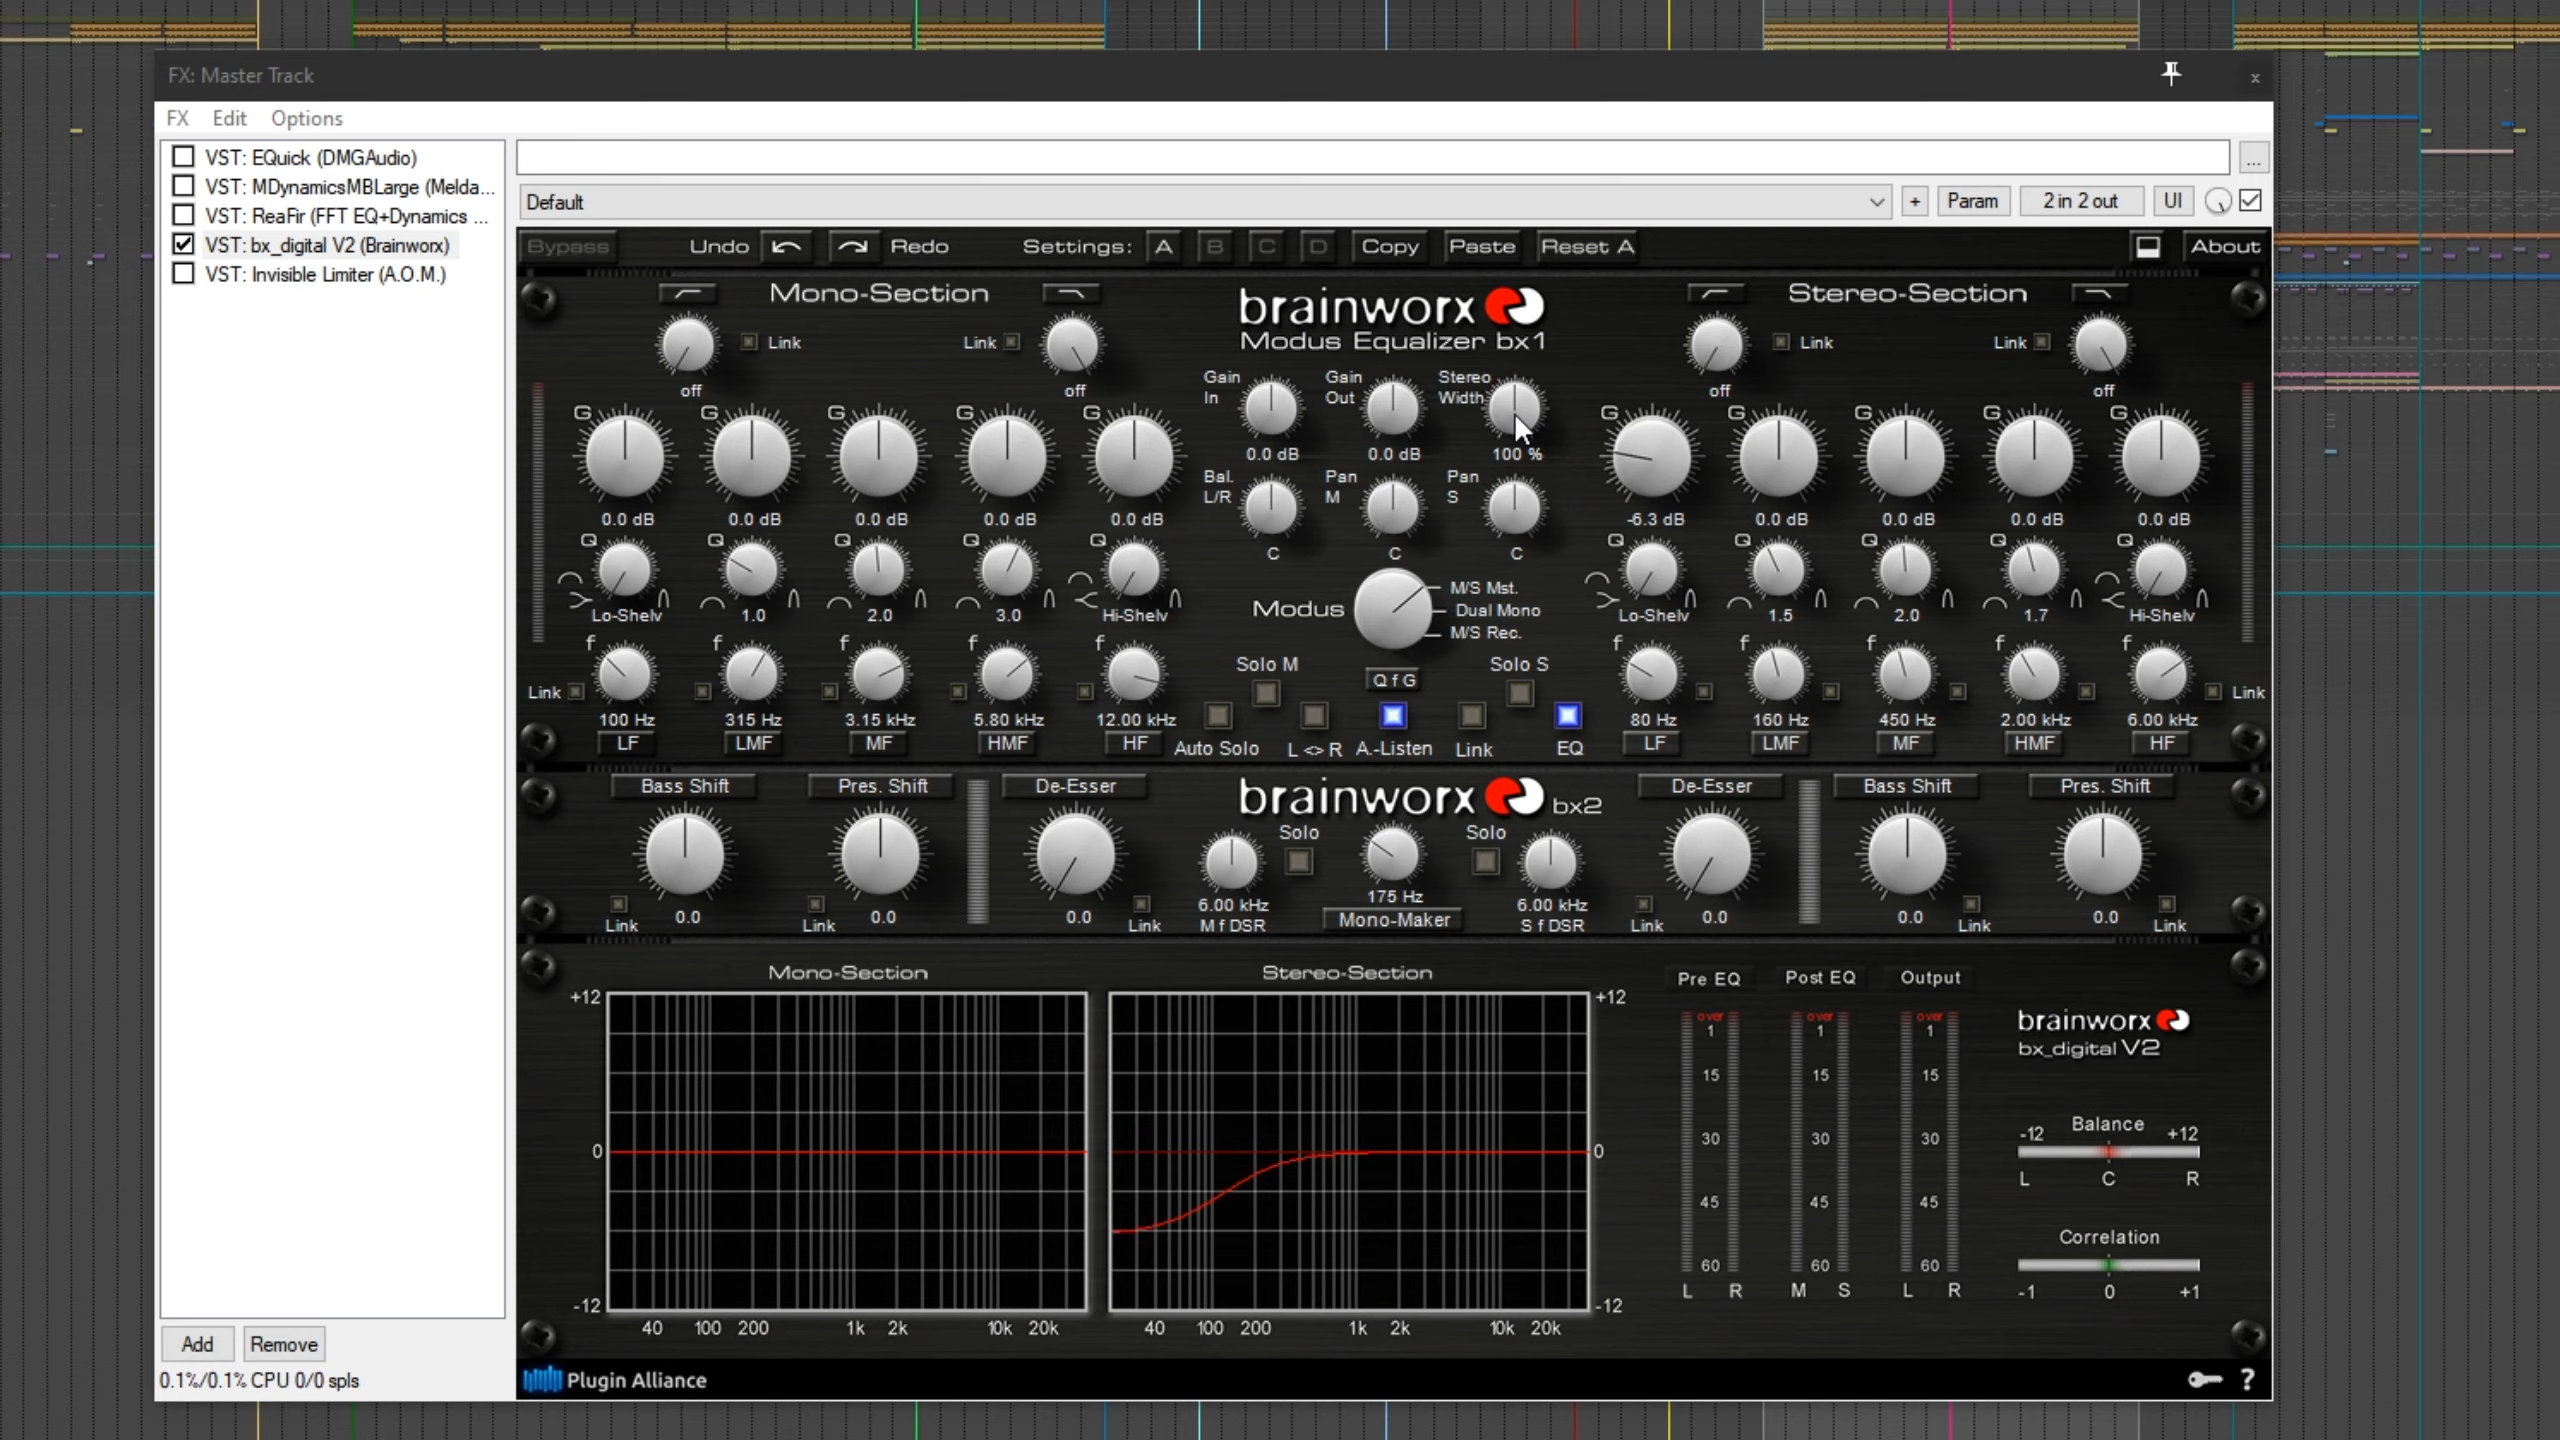 FX: Master Track
x
FX Edit Options
VST: EQuick (DMGAudio)
VST: MDynamicsMBLarge (Melda...
VST: ReaFir (FFT EQ+Dynamics ...
VST: bx_digital V2 (Brainworx)
VST: Invisible Limiter (A.O.M.)
...
Default + Param 2 in 2 out UI
Bypass Undo Redo Settings: A B C D Copy Paste Reset A About
Mono-Section
Link Link
off off
G G G G G
0.0 dB 0.0 dB 0.0 dB 0.0 dB 0.0 dB
Q Q Q Q Q
Lo-Shelv 1.0 2.0 3.0 Hi-Shelv
f f f f f
Link
100 Hz 315 Hz 3.15 kHz 5.80 kHz 12.00 kHz
LF LMF MF HMF HF
brainworx
Modus Equalizer bx1
Gain In Gain Out Stereo Width
0.0 dB 0.0 dB 100 %
Bal. L/R Pan M Pan S
C C C
Modus
M/S Mst.
Dual Mono
M/S Rec.
Solo M Solo S
Q f G
Auto Solo L <> R A.-Listen Link EQ
Stereo-Section
Link Link
off off
G G G G G
-6.3 dB 0.0 dB 0.0 dB 0.0 dB 0.0 dB
Q Q Q Q Q
Lo-Shelv 1.5 2.0 1.7 Hi-Shelv
f f f f f
Link
80 Hz 160 Hz 450 Hz 2.00 kHz 6.00 kHz
LF LMF MF HMF HF
Bass Shift Pres. Shift De-Esser brainworx bx2 De-Esser Bass Shift Pres. Shift
Solo Solo
0.0 0.0 0.0 6.00 kHz 175 Hz 6.00 kHz 0.0 0.0 0.0
Link Link Link M f DSR Mono-Maker S f DSR Link Link Link
Mono-Section
+12
0
-12
40 100 200 1k 2k 10k 20k
Stereo-Section
+12
0
-12
40 100 200 1k 2k 10k 20k
Pre EQ Post EQ Output
over over over
1 1 1
15 15 15
30 30 30
45 45 45
60 60 60
L R M S L R
brainworx
bx_digital V2
Balance
-12 +12
L C R
Correlation
-1 0 +1
Add Remove
0.1%/0.1% CPU 0/0 spls
Plugin Alliance ?